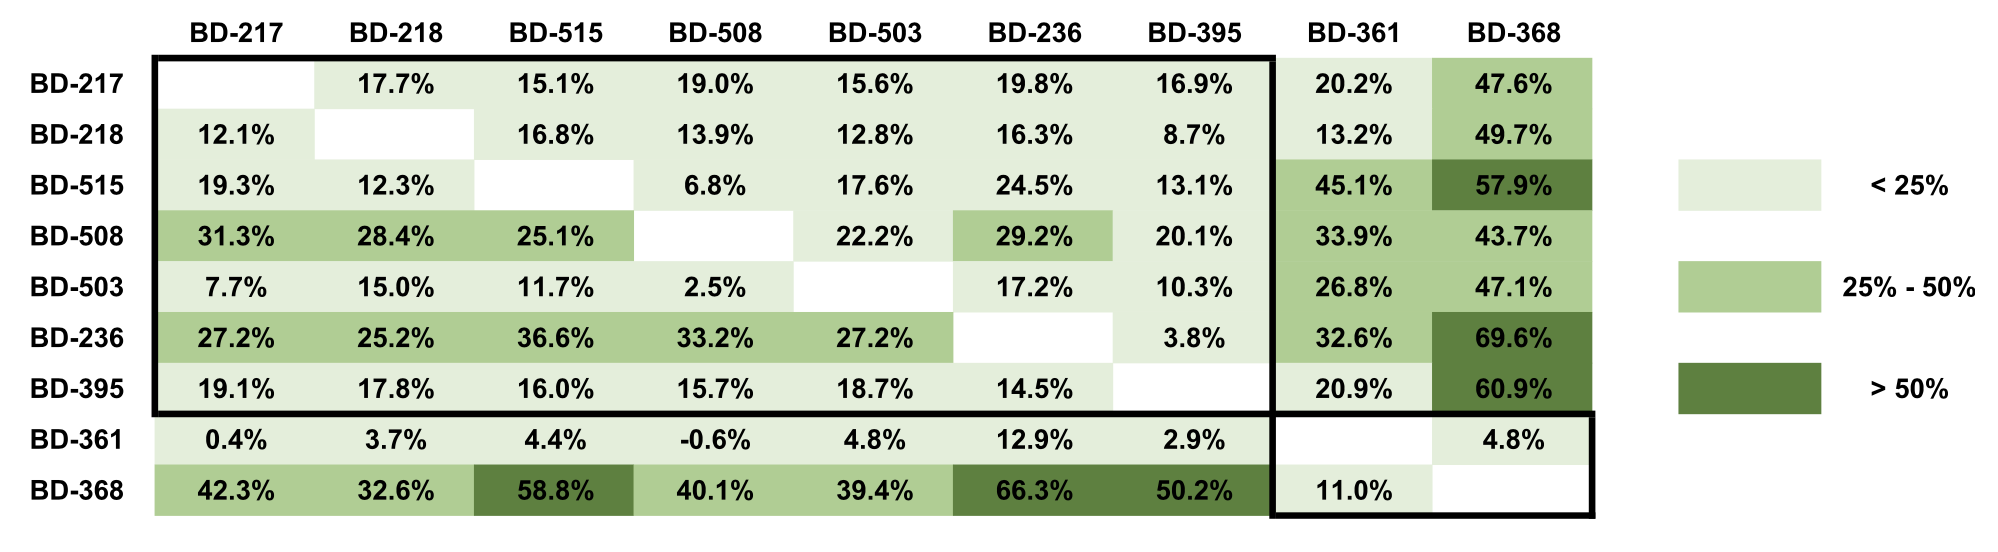 BD-217 BD-218 BD-515 BD-508 BD-503 BD-236 BD-395 BD-361 BD-368
BD-217 17.7% 15.1% 19.0% 15.6% 19.8% 16.9% 20.2% 47.6%
BD-218 12.1% 16.8% 13.9% 12.8% 16.3% 8.7% 13.2% 49.7%
BD-515 19.3% 12.3% 6.8% 17.6% 24.5% 13.1% 45.1% 57.9% < 25%
BD-508 31.3% 28.4% 25.1% 22.2% 29.2% 20.1% 33.9% 43.7%
BD-503 7.7% 15.0% 11.7% 2.5% 17.2% 10.3% 26.8% 47.1% 25% - 50%
BD-236 27.2% 25.2% 36.6% 33.2% 27.2% 3.8% 32.6% 69.6%
BD-395 19.1% 17.8% 16.0% 15.7% 18.7% 14.5% 20.9% 60.9% > 50%
BD-361 0.4% 3.7% 4.4% -0.6% 4.8% 12.9% 2.9% 4.8%
BD-368 42.3% 32.6% 58.8% 40.1% 39.4% 66.3% 50.2% 11.0%